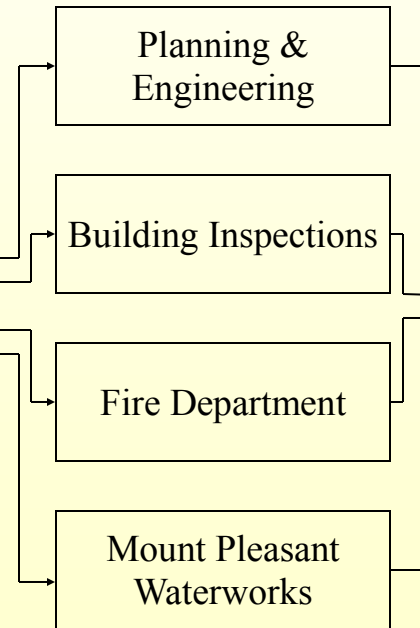 Planning &
Engineering
Building Inspections
Fire Department
Mount Pleasant
Waterworks